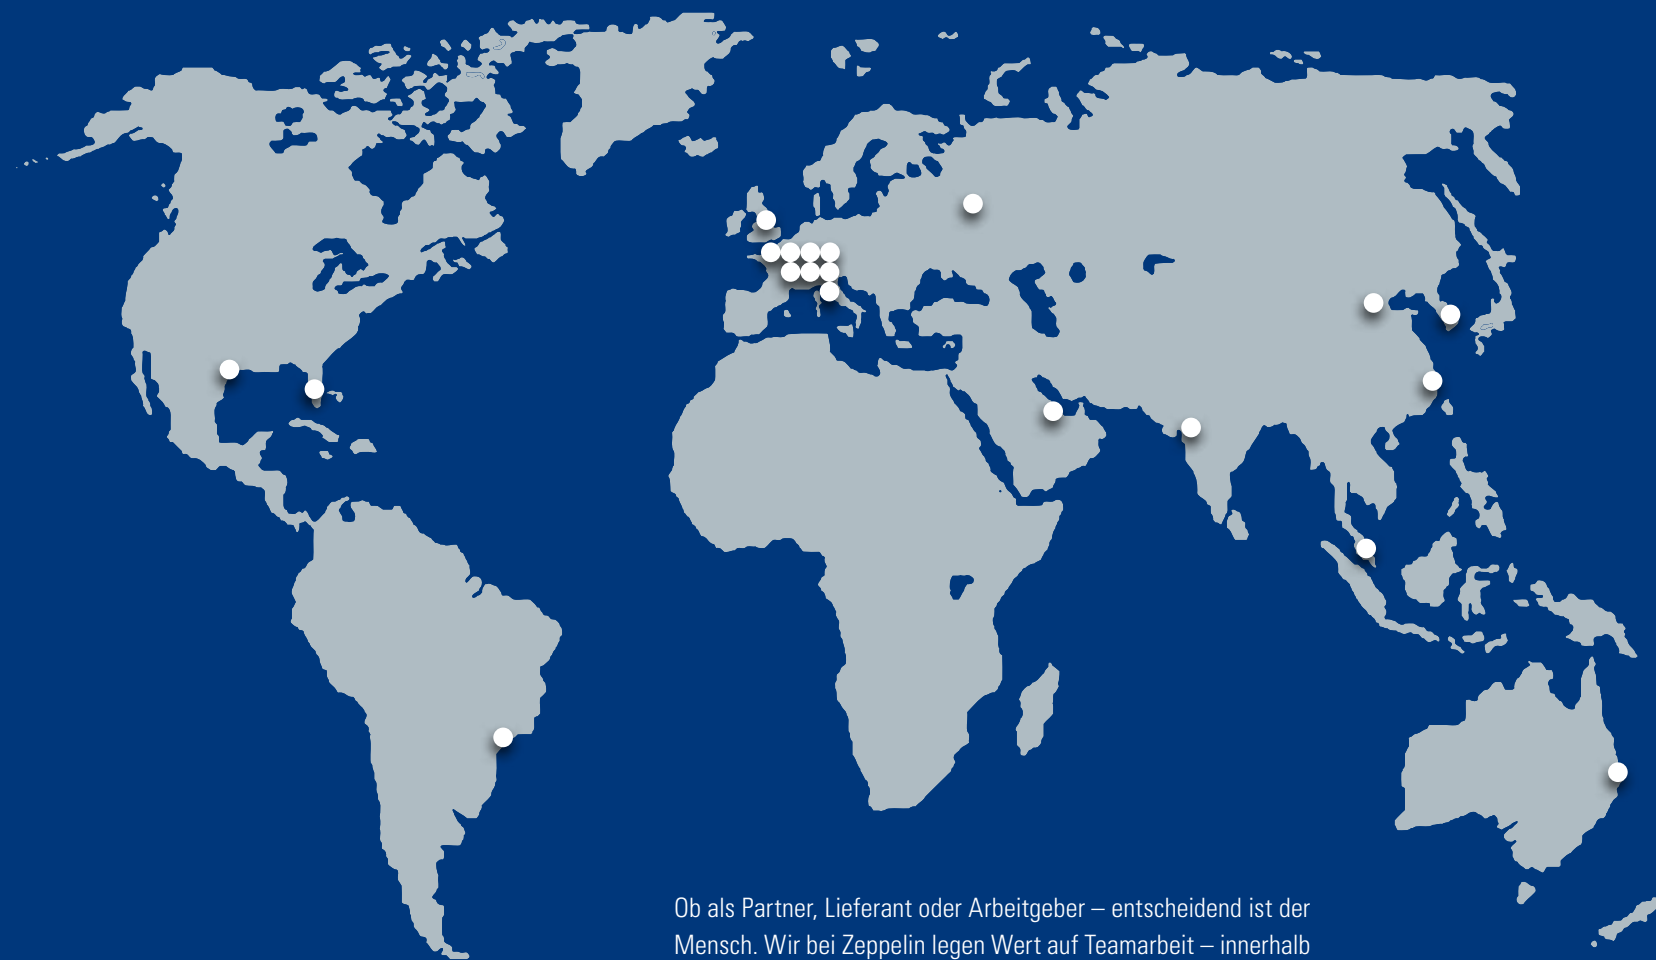 Ob als Partner, Lieferant oder Arbeitgeber – entscheidend ist der
Mensch. Wir bei Zeppelin legen Wert auf Teamarbeit – innerhalb